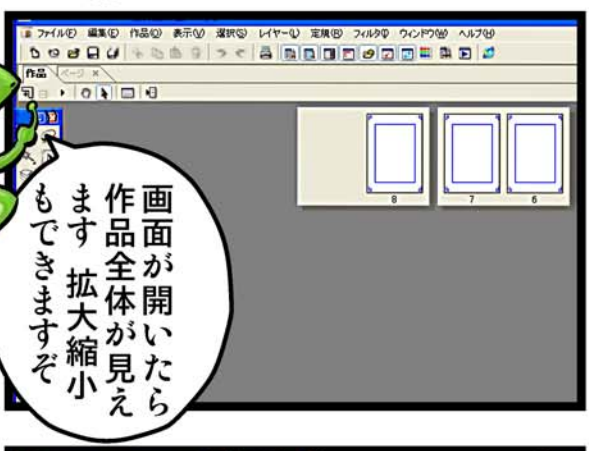 ファイル(F) 編集(E) 作品(Q) 表示(V) 選択(S) レイヤー(L) 定規(R) フィルタ(I) ウィンドウ(W) ヘルプ(H)
作品 ページ ×
8 7 6
画面が開いたら
作品全体が見え
ます 拡大縮小
もできますぞ